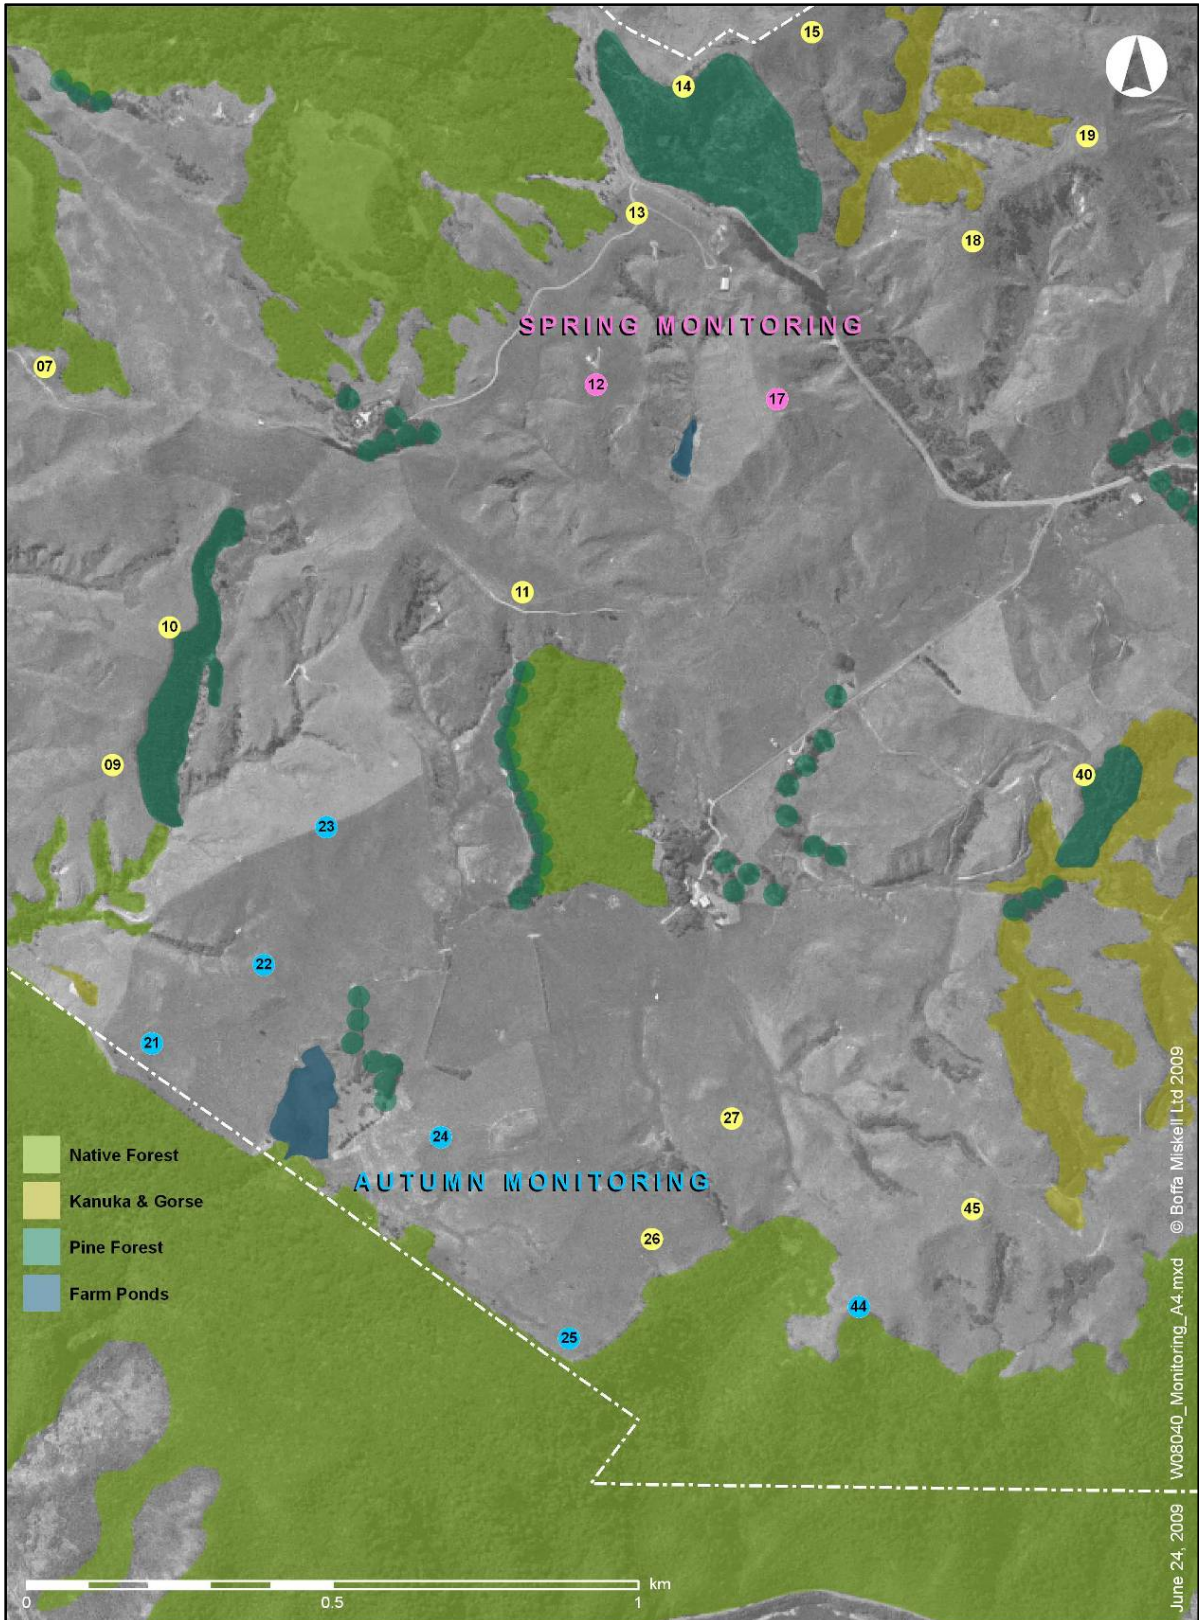 15
14
19
13
18
SPRING MONITORING
07
12
17
11
10
09
40
23
22
21
27
24
AUTUMN MONITORING
45
26
44
25
Native Forest
Kanuka & Gorse
Pine Forest
Farm Ponds
km
0 0.5 1
June 24, 2009 W08040_Monitoring_A4.mxd © Boffa Miskell Ltd 2009